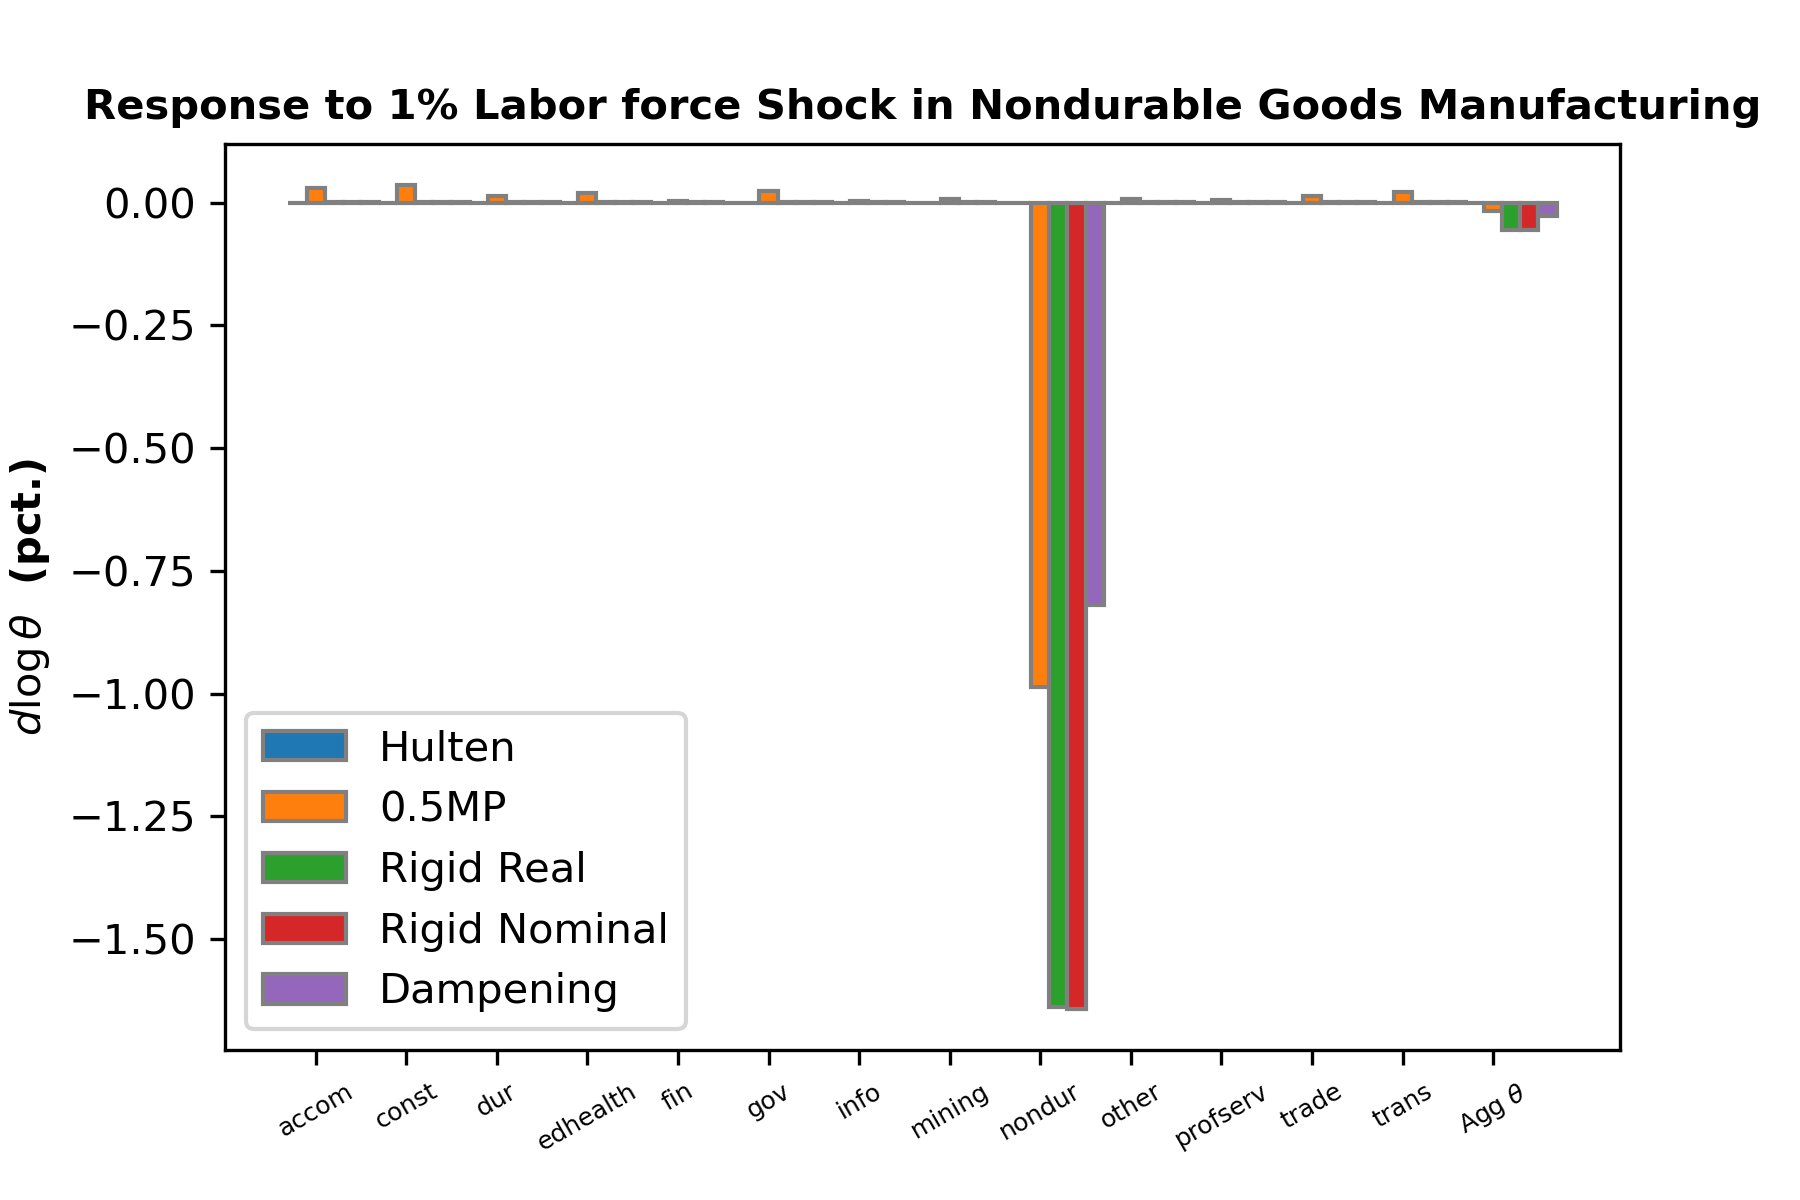 Response to 1% Labor force Shock in Nondurable Goods Manufacturing
d log θ (pct.)
0.00
−0.25
−0.50
−0.75
−1.00
−1.25
−1.50
Hulten
0.5MP
Rigid Real
Rigid Nominal
Dampening
accom const dur edhealth fin gov info mining nondur other profserv trade trans Agg θ